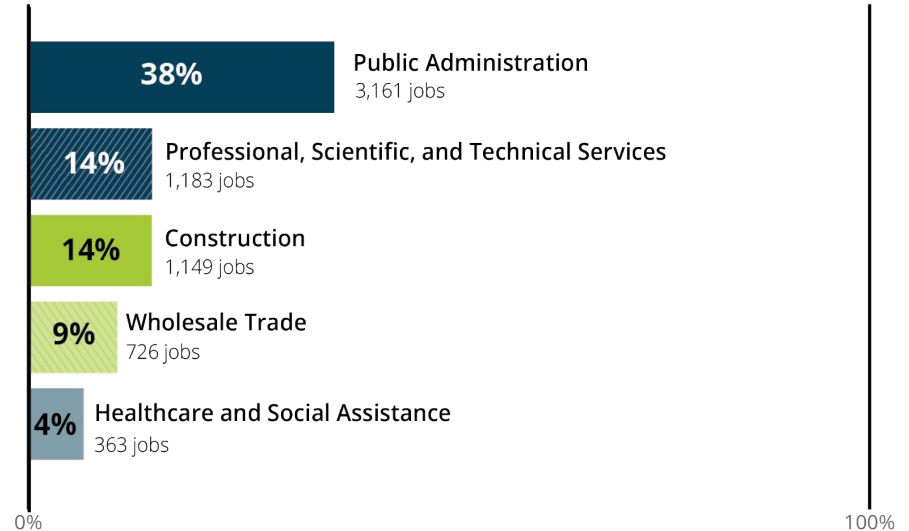 38%
Public Administration
3,161 jobs
14%
Professional, Scientific, and Technical Services
1,183 jobs
14%
Construction
1,149 jobs
9%
Wholesale Trade
726 jobs
4%
Healthcare and Social Assistance
363 jobs
0%
100%